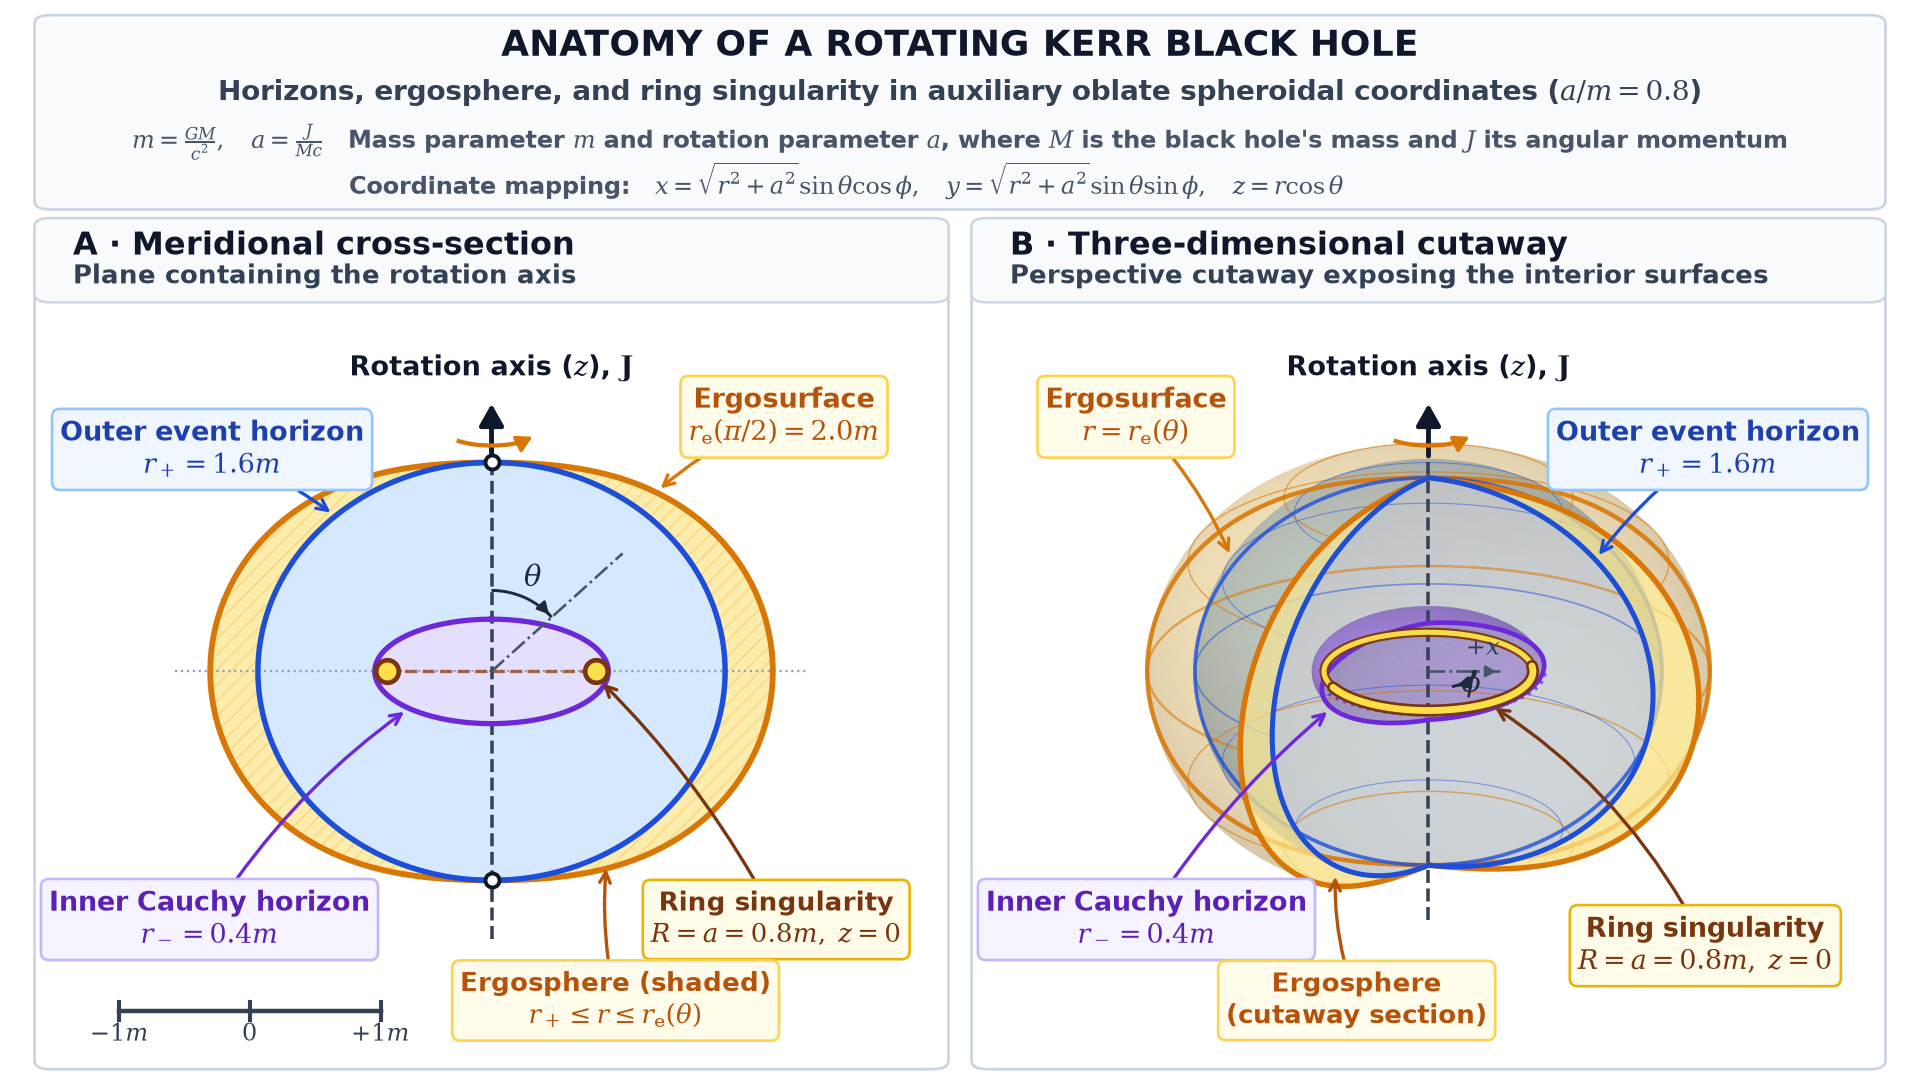 ANATOMY OF A ROTATING KERR BLACK HOLE
Horizons, ergosphere, and ring singularity in auxiliary oblate spheroidal coordinates (a/m = 0.8)
m = GM/c², a = J/Mc Mass parameter m and rotation parameter a, where M is the black hole's mass and J its angular momentum
Coordinate mapping: x = √(r² + a²) sin θ cos ϕ, y = √(r² + a²) sin θ sin ϕ, z = r cos θ
A · Meridional cross-section
Plane containing the rotation axis
Rotation axis (z), J
Ergosurface
rₑ(π/2) = 2.0m
Outer event horizon
r₊ = 1.6m
θ
Inner Cauchy horizon
r₋ = 0.4m
Ring singularity
R = a = 0.8m, z = 0
Ergosphere (shaded)
r₊ ≤ r ≤ rₑ(θ)
−1m 0 +1m
B · Three-dimensional cutaway
Perspective cutaway exposing the interior surfaces
Rotation axis (z), J
Ergosurface
r = rₑ(θ)
Outer event horizon
r₊ = 1.6m
+x
ϕ
Inner Cauchy horizon
r₋ = 0.4m
Ring singularity
R = a = 0.8m, z = 0
Ergosphere
(cutaway section)